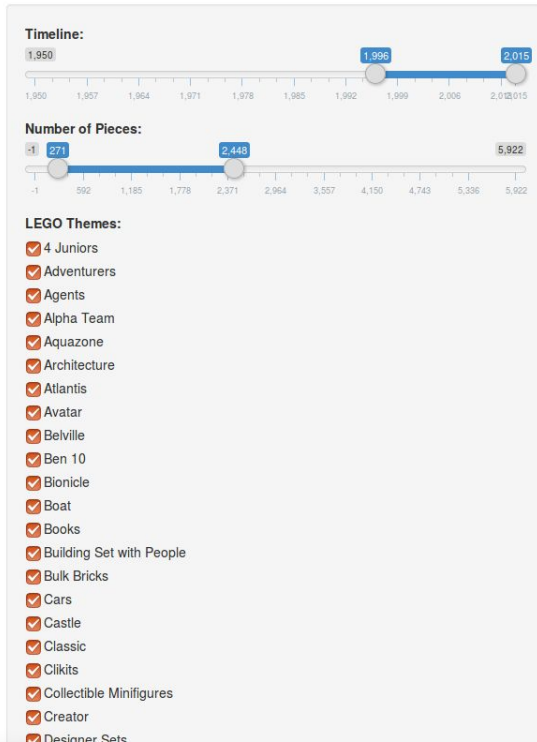 Timeline:
1,950 1,996 2,015
1,950 1,957 1,964 1,971 1,978 1,985 1,992 1,999 2,006 2,015
Number of Pieces:
-1 271 2,448 5,922
-1 592 1,185 1,778 2,371 2,964 3,557 4,150 4,743 5,336 5,922
LEGO Themes:
4 Juniors
Adventurers
Agents
Alpha Team
Aquazone
Architecture
Atlantis
Avatar
Belville
Ben 10
Bionicle
Boat
Books
Building Set with People
Bulk Bricks
Cars
Castle
Classic
Clikits
Collectible Minifigures
Creator
Designer Sets